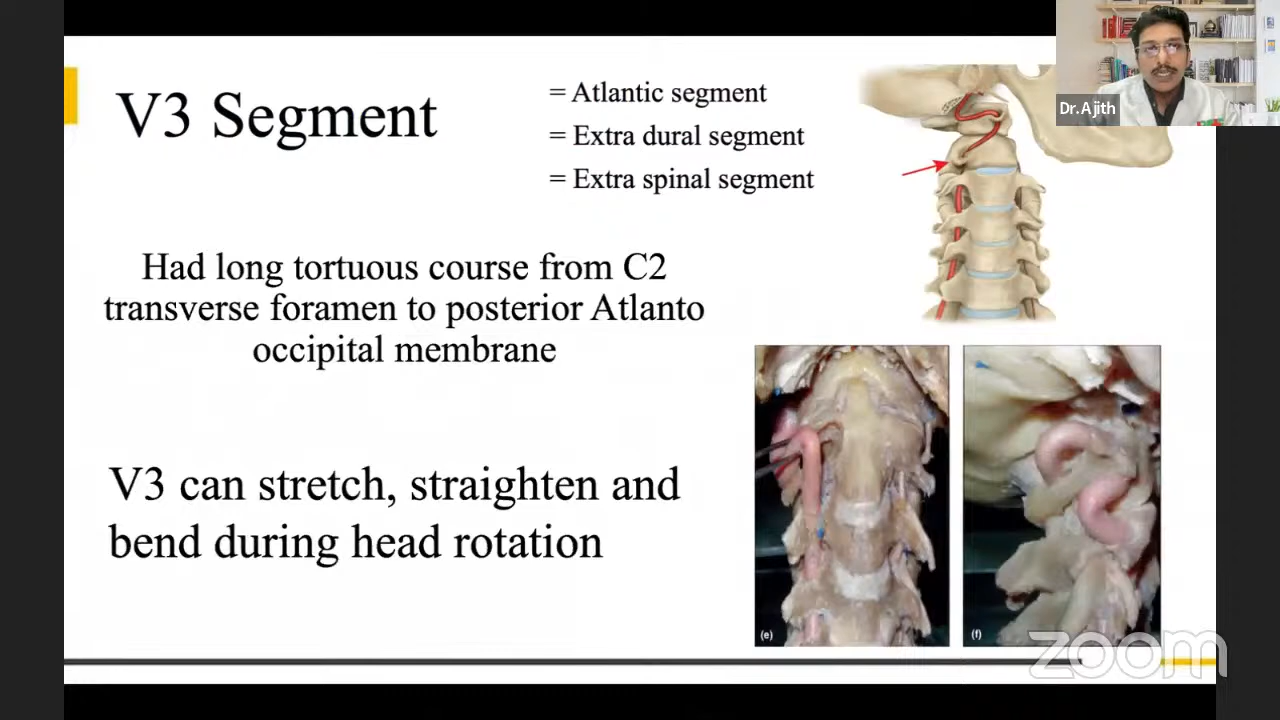 V3 Segment
= Atlantic segment
= Extra dural segment
= Extra spinal segment
Dr.Ajith
Had long tortuous course from C2
transverse foramen to posterior Atlanto
occipital membrane
V3 can stretch, straighten and
bend during head rotation
(e)
(f)
zoom